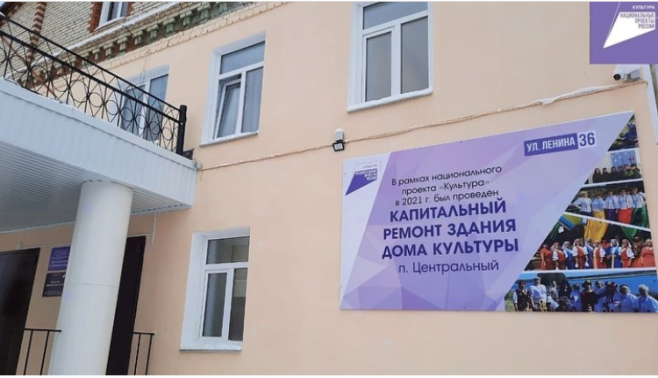 КУЛЬТУРА
НАЦИОНАЛЬНЫЕ
ПРОЕКТЫ
РОССИИ
УЛ. ЛЕНИНА 36
В рамках национального
проекта «Культура»
в 2021 г. был проведён
КАПИТАЛЬНЫЙ
РЕМОНТ ЗДАНИЯ
ДОМА КУЛЬТУРЫ
п. Центральный